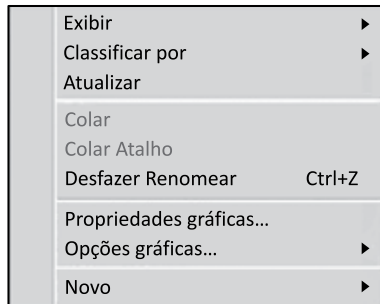 Exibir
Classificar por
Atualizar
Colar
Colar Atalho
Desfazer Renomear Ctrl+Z
Propriedades gráficas...
Opções gráficas...
Novo